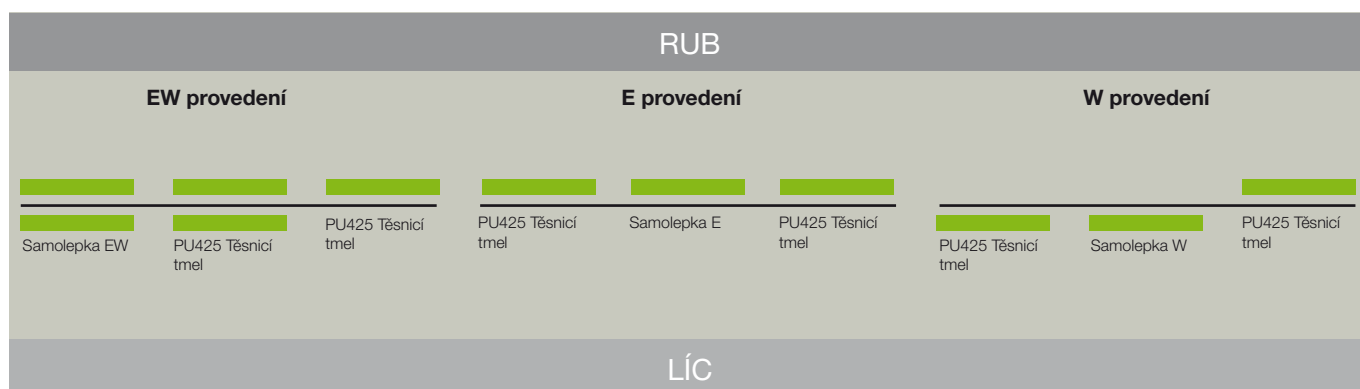 RUB
EW provedení
Samolepka EW
PU425 Těsnicí
tmel
PU425 Těsnicí
tmel
E provedení
PU425 Těsnicí
tmel
Samolepka E
PU425 Těsnicí
tmel
W provedení
PU425 Těsnicí
tmel
Samolepka W
PU425 Těsnicí
tmel
LÍC